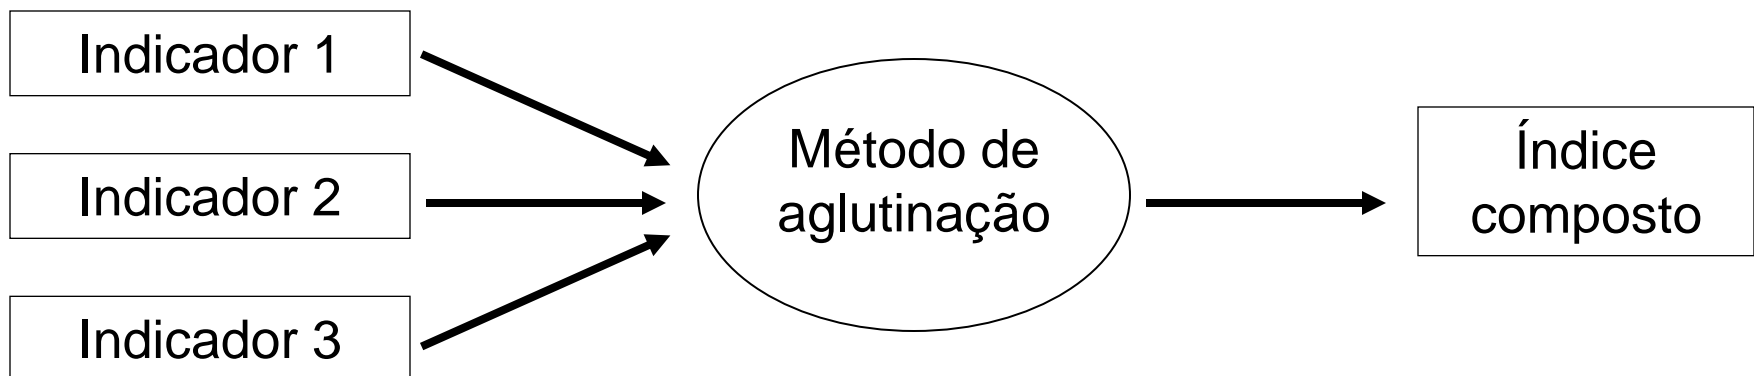 Indicador 1
Indicador 2
Indicador 3
Método de
aglutinação
Índice
composto